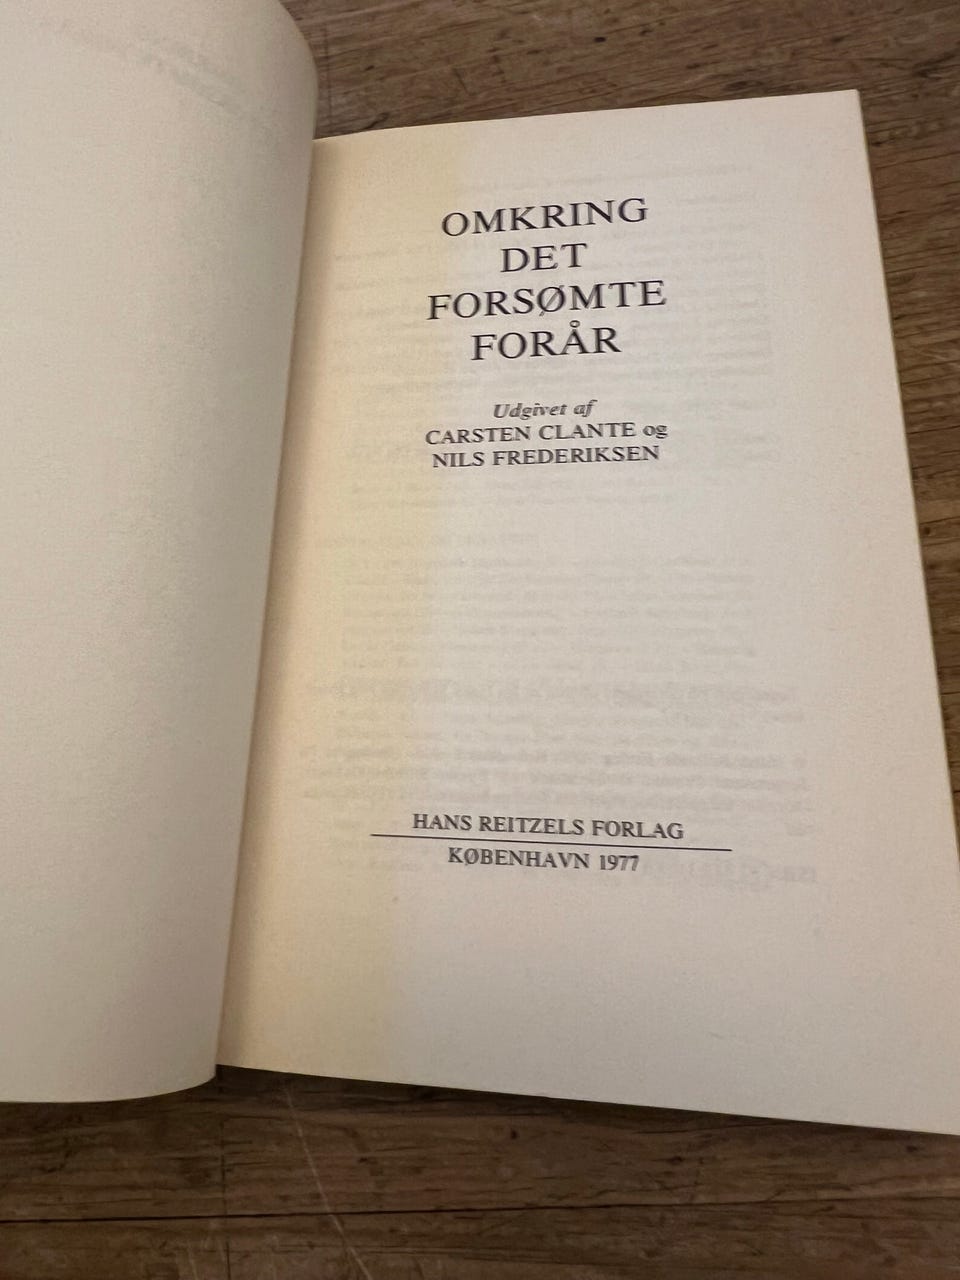 OMKRING
DET
FORSØMTE
FORÅR
Udgivet af
CARSTEN CLANTE og
NILS FREDERIKSEN
HANS REITZELS FORLAG
KØBENHAVN 1977